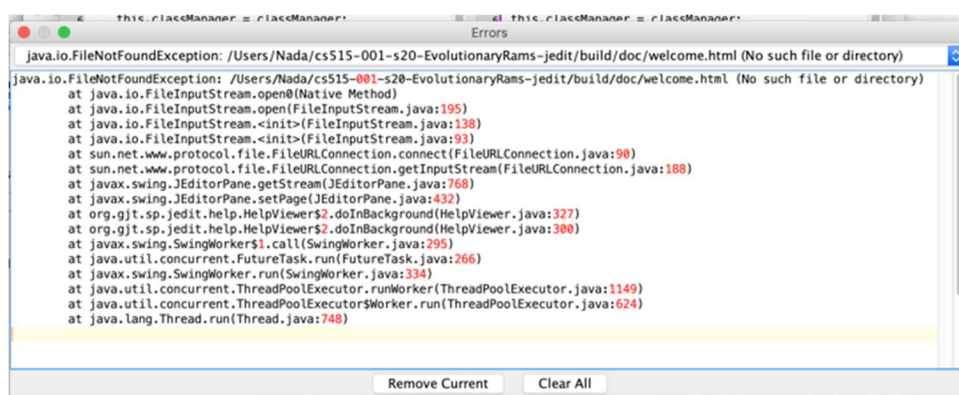 this.classManager = classManager;
6 this.classManager = classManager;
Errors
java.io.FileNotFoundException: /Users/Nada/cs515-001-s20-EvolutionaryRams-jedit/build/doc/welcome.html (No such file or directory)
java.io.FileNotFoundException: /Users/Nada/cs515-001-s20-EvolutionaryRams-jedit/build/doc/welcome.html (No such file or directory)
at java.io.FileInputStream.open0(Native Method)
at java.io.FileInputStream.open(FileInputStream.java:195)
at java.io.FileInputStream.<init>(FileInputStream.java:138)
at java.io.FileInputStream.<init>(FileInputStream.java:93)
at sun.net.www.protocol.file.FileURLConnection.connect(FileURLConnection.java:90)
at sun.net.www.protocol.file.FileURLConnection.getInputStream(FileURLConnection.java:188)
at javax.swing.JEditorPane.getStream(JEditorPane.java:768)
at javax.swing.JEditorPane.setPage(JEditorPane.java:432)
at org.gjt.sp.jedit.help.HelpViewer$2.doInBackground(HelpViewer.java:327)
at org.gjt.sp.jedit.help.HelpViewer$2.doInBackground(HelpViewer.java:300)
at javax.swing.SwingWorker$1.call(SwingWorker.java:295)
at java.util.concurrent.FutureTask.run(FutureTask.java:266)
at javax.swing.SwingWorker.run(SwingWorker.java:334)
at java.util.concurrent.ThreadPoolExecutor.runWorker(ThreadPoolExecutor.java:1149)
at java.util.concurrent.ThreadPoolExecutor$Worker.run(ThreadPoolExecutor.java:624)
at java.lang.Thread.run(Thread.java:748)
Remove Current
Clear All